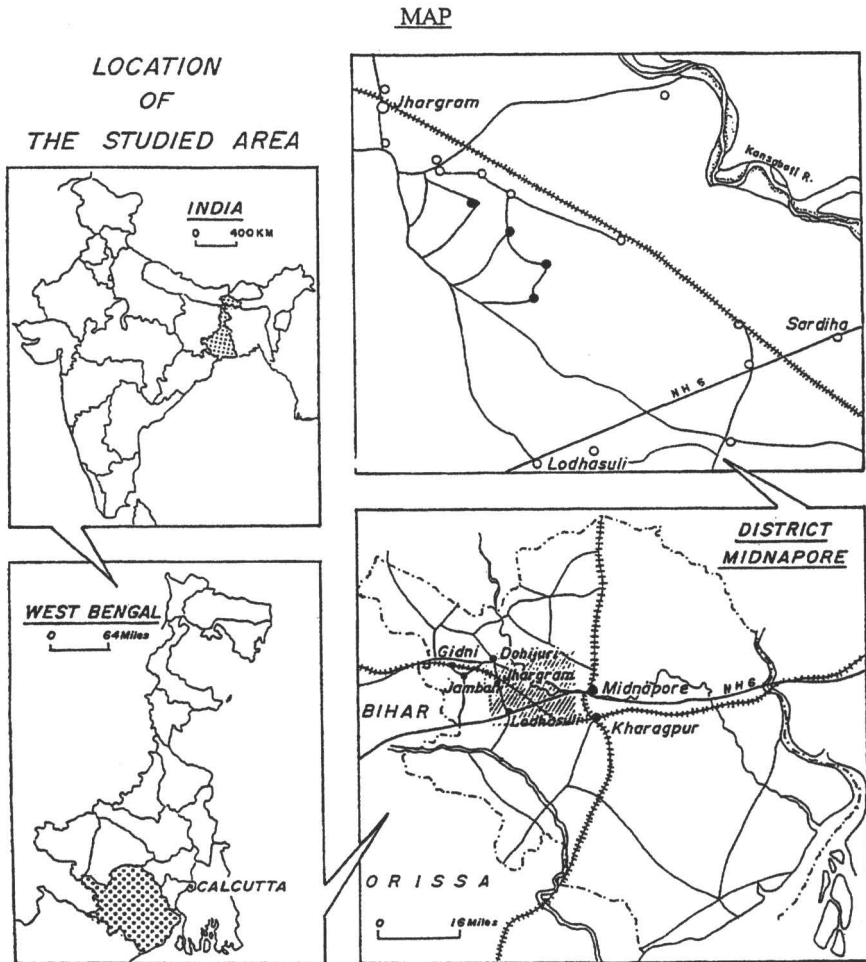 MAP
LOCATION
OF
THE STUDIED AREA
INDIA
0 400 KM
Jhargram
Kansabati R.
Sardiha
NH 6
Lodhasuli
WEST BENGAL
0 64 Miles
CALCUTTA
DISTRICT
MIDNAPORE
Gidni
Dohijuri
Jhargram
Jambani
Midnapore
NH 6
BIHAR
Lodhasuli
Kharagpur
ORISSA
0 16 Miles